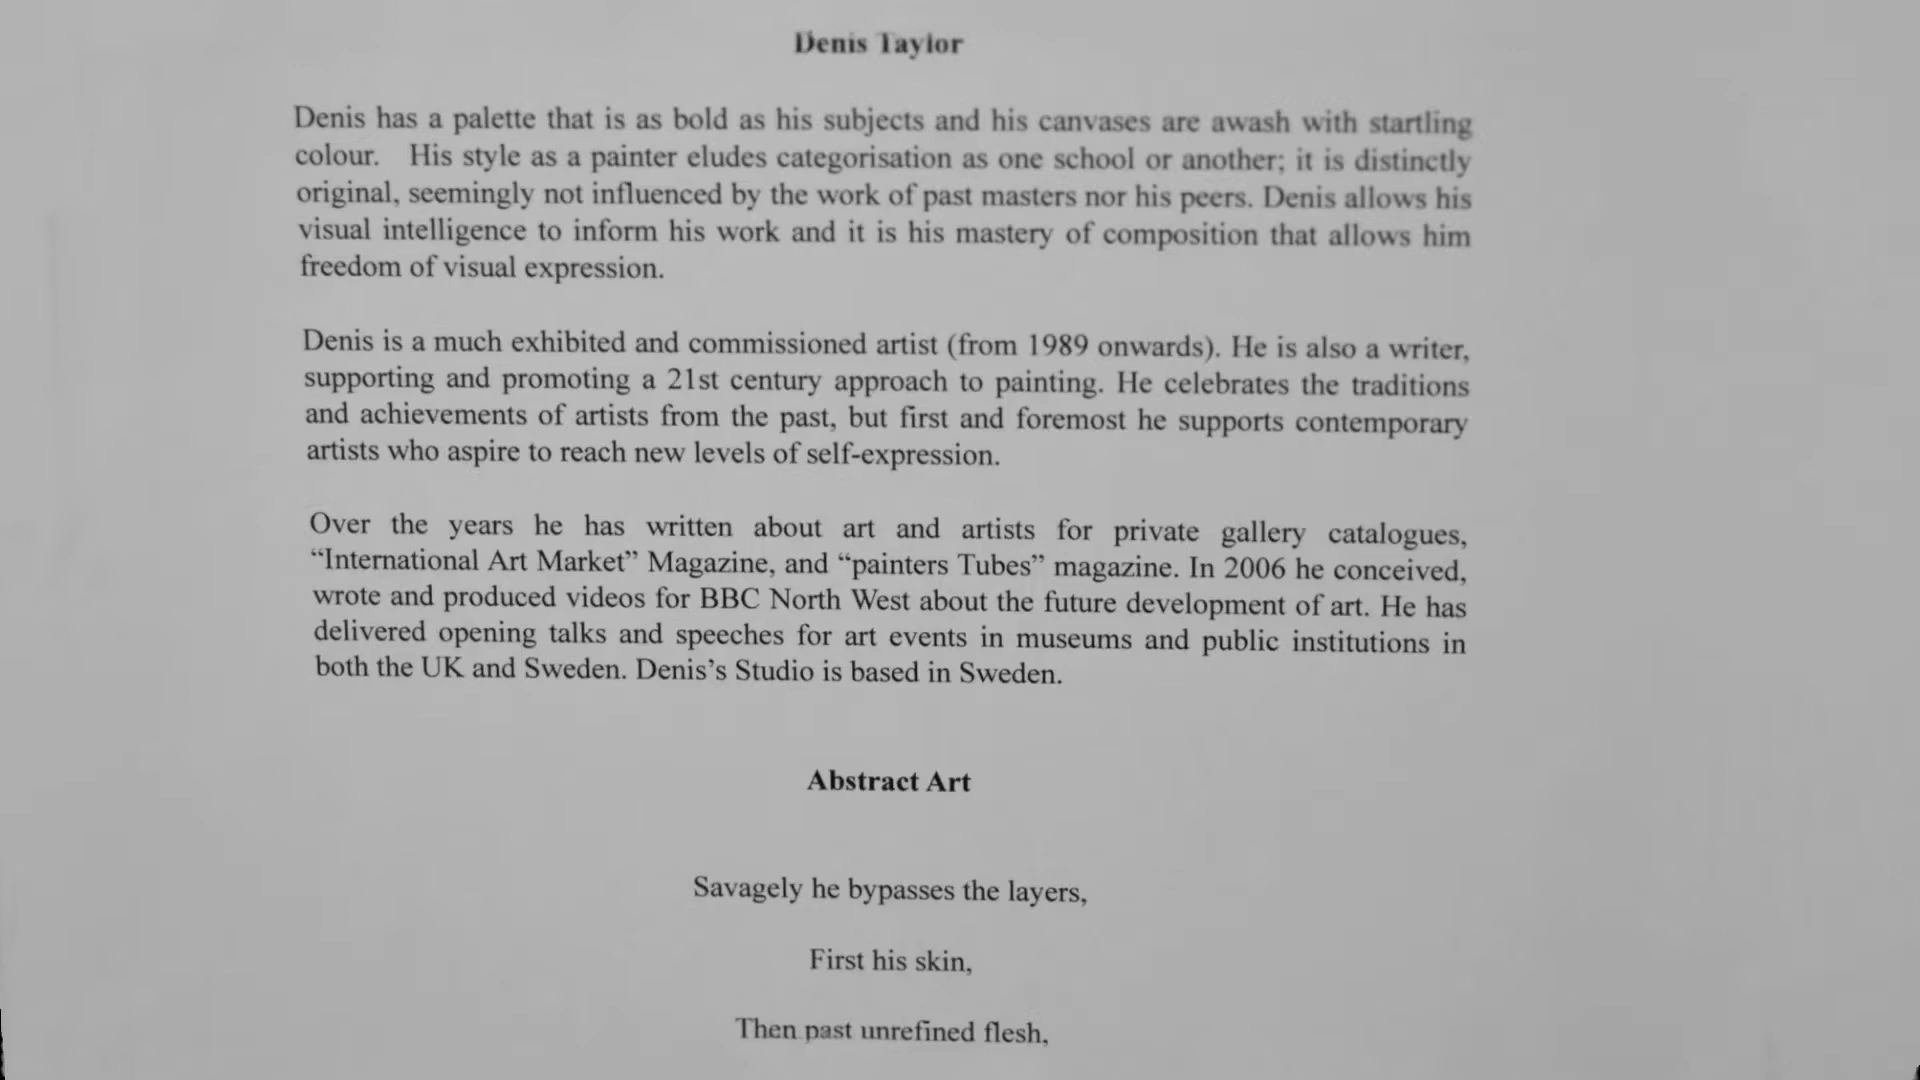 Denis Taylor
Denis has a palette that is as bold as his subjects and his canvases are awash with startling
colour. His style as a painter eludes categorisation as one school or another; it is distinctly
original, seemingly not influenced by the work of past masters nor his peers. Denis allows his
visual intelligence to inform his work and it is his mastery of composition that allows him
freedom of visual expression.
Denis is a much exhibited and commissioned artist (from 1989 onwards). He is also a writer,
supporting and promoting a 21st century approach to painting. He celebrates the traditions
and achievements of artists from the past, but first and foremost he supports contemporary
artists who aspire to reach new levels of self-expression.
Over the years he has written about art and artists for private gallery catalogues,
“International Art Market” Magazine, and “painters Tubes” magazine. In 2006 he conceived,
wrote and produced videos for BBC North West about the future development of art. He has
delivered opening talks and speeches for art events in museums and public institutions in
both the UK and Sweden. Denis’s Studio is based in Sweden.
Abstract Art
Savagely he bypasses the layers,
First his skin,
Then past unrefined flesh,